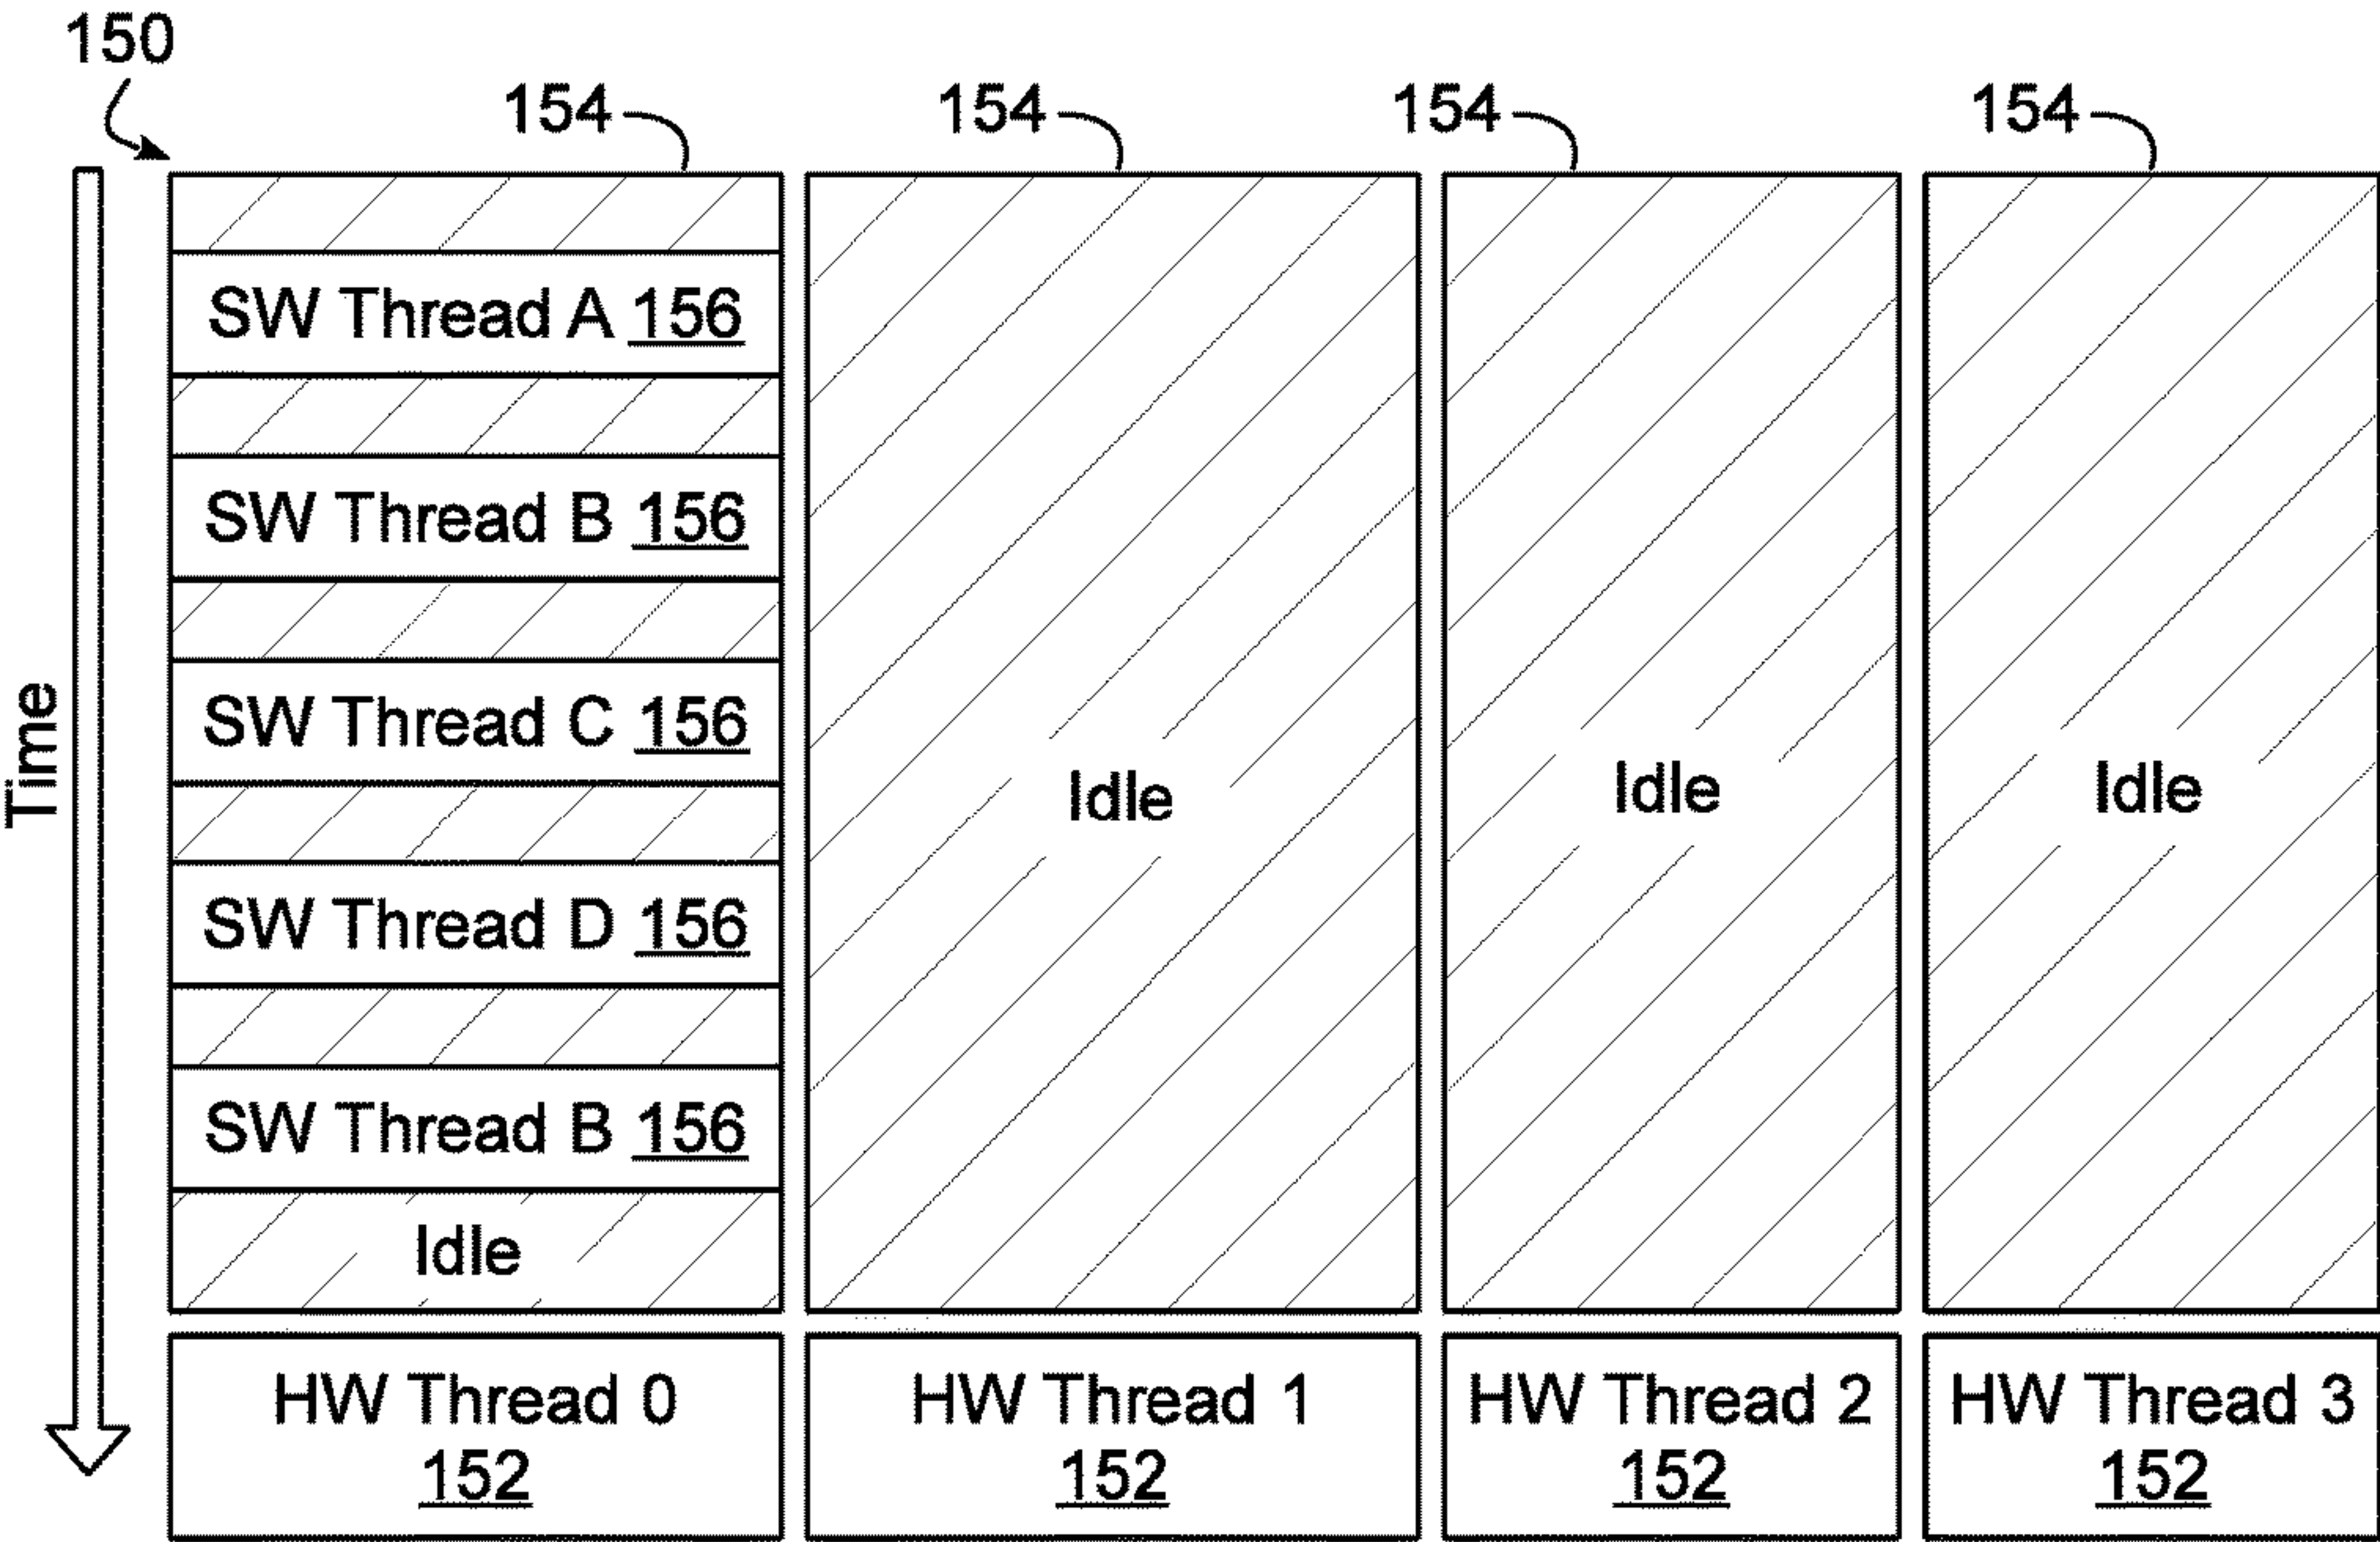 150
154 154 154 154
SW Thread A 156
SW Thread B 156
SW Thread C 156
SW Thread D 156
SW Thread B 156
Idle
Idle
Idle
Idle
Time
HW Thread 0
152
HW Thread 1
152
HW Thread 2
152
HW Thread 3
152